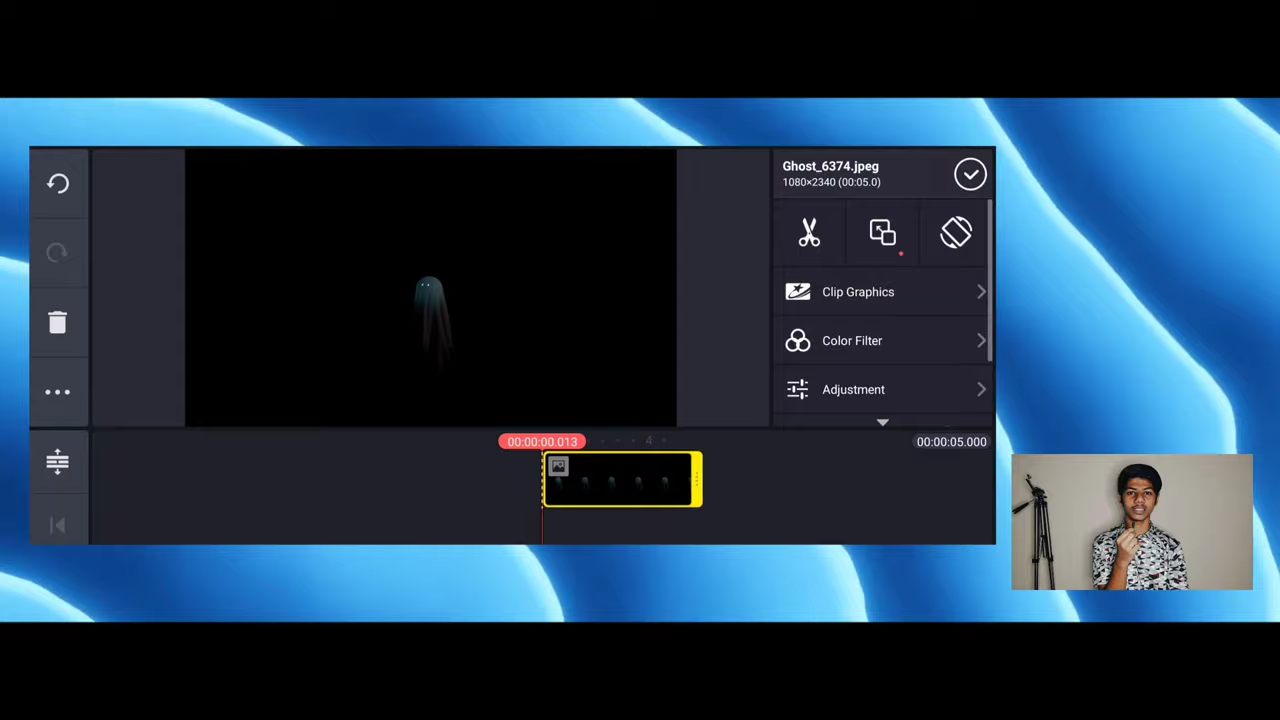 Ghost_6374.jpeg
1080×2340 (00:05.0)
Clip Graphics
Color Filter
Adjustment
00:00:00.013
4
00:00:05.000